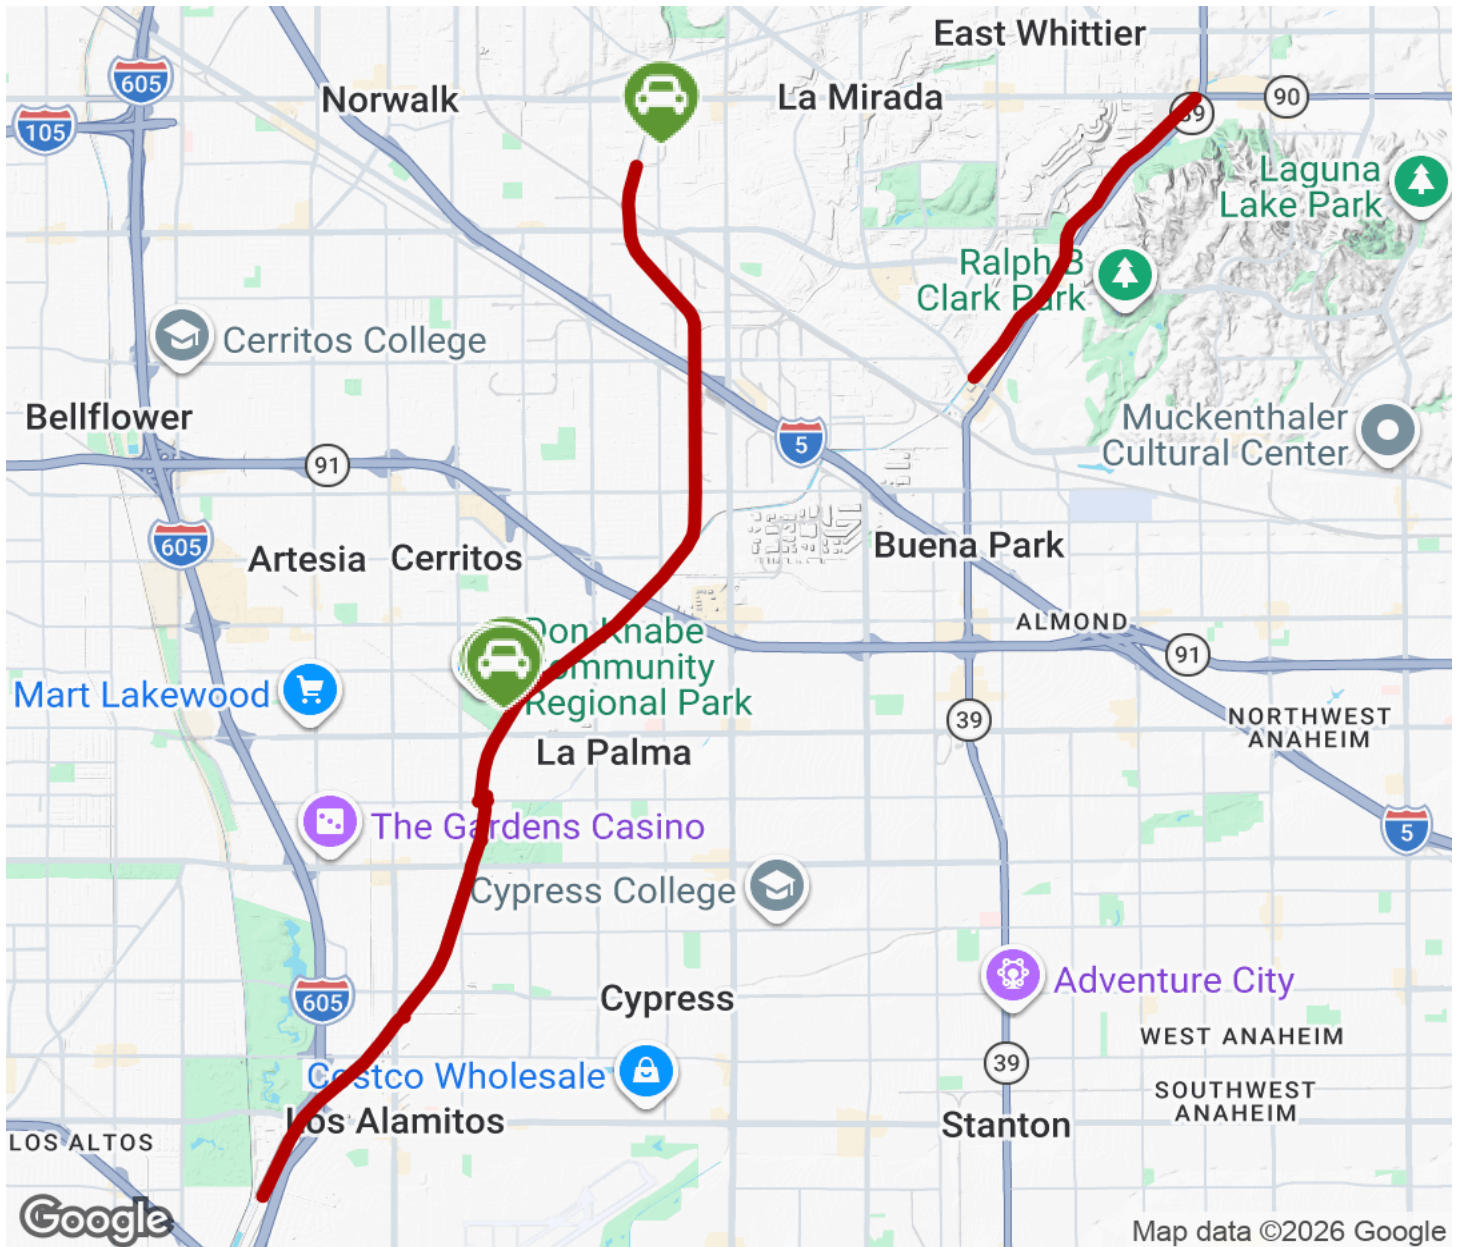 East Whittier
605
Norwalk
La Mirada
90
39
105
Laguna
Lake Park
Ralph B
Clark Park
Cerritos College
Bellflower
Muckenthaler
Cultural Center
5
91
605
Artesia
Cerritos
Buena Park
Don Knabe
Community
Regional Park
ALMOND
91
Mart Lakewood
39
NORTHWEST
ANAHEIM
La Palma
The Gardens Casino
5
Cypress College
605
Cypress
Adventure City
WEST ANAHEIM
39
Costco Wholesale
SOUTHWEST
ANAHEIM
Los Alamitos
Stanton
LOS ALTOS
Google
Map data ©2026 Google